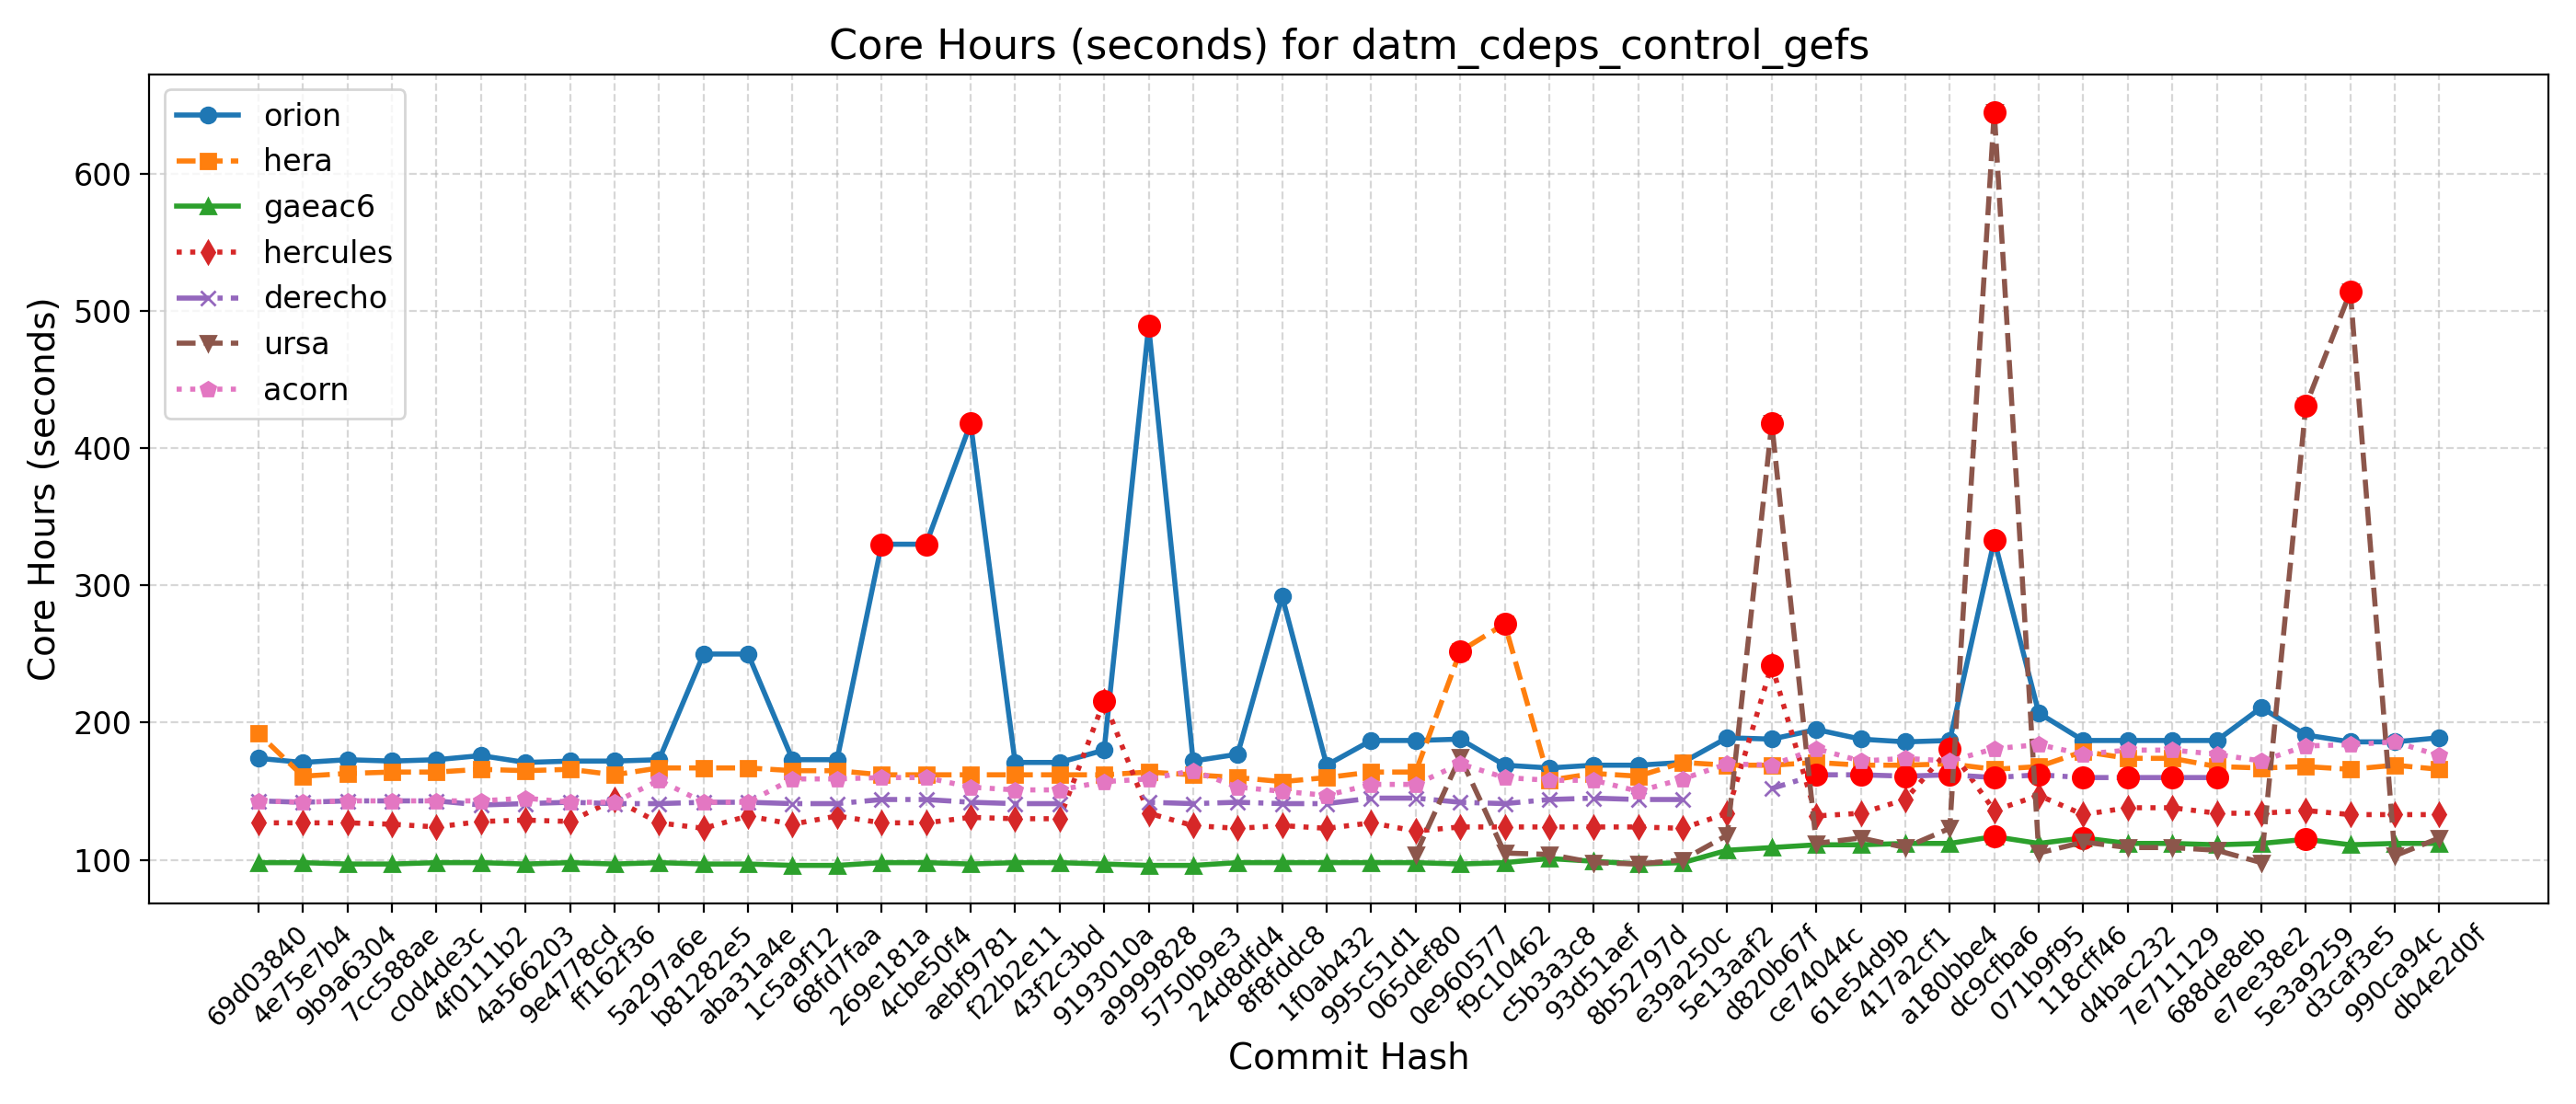 Core Hours (seconds) for datm_cdeps_control_gefs
orion
hera
gaeac6
hercules
derecho
ursa
acorn
Core Hours (seconds)
600
500
400
300
200
100
69d03840
4e75e7b4
9b9a6304
7cc588ae
c0d4de3c
4f0111b2
4a566203
9e4778cd
ff162f36
5a297a6e
b81282e5
aba31a4e
1c5a9f12
68fd7faa
269e181a
4cbe50f4
aebf9781
f22b2e11
43f2c3bd
9193010a
a9999828
5750b9e3
24d8dfd4
8f8fddc8
1f0ab432
995c51d1
065def80
0e960577
f9c10462
c5b3a3c8
93d51aef
8b52797d
e39a250c
5e13aaf2
d820b67f
ce74044c
61e54d9b
417a2cf1
a180bbe4
dc9cfba6
071b9f95
118cff46
d4bac232
7e711129
688de8eb
e7ee38e2
5e3a9259
d3caf3e5
990ca94c
db4e2d0f
Commit Hash